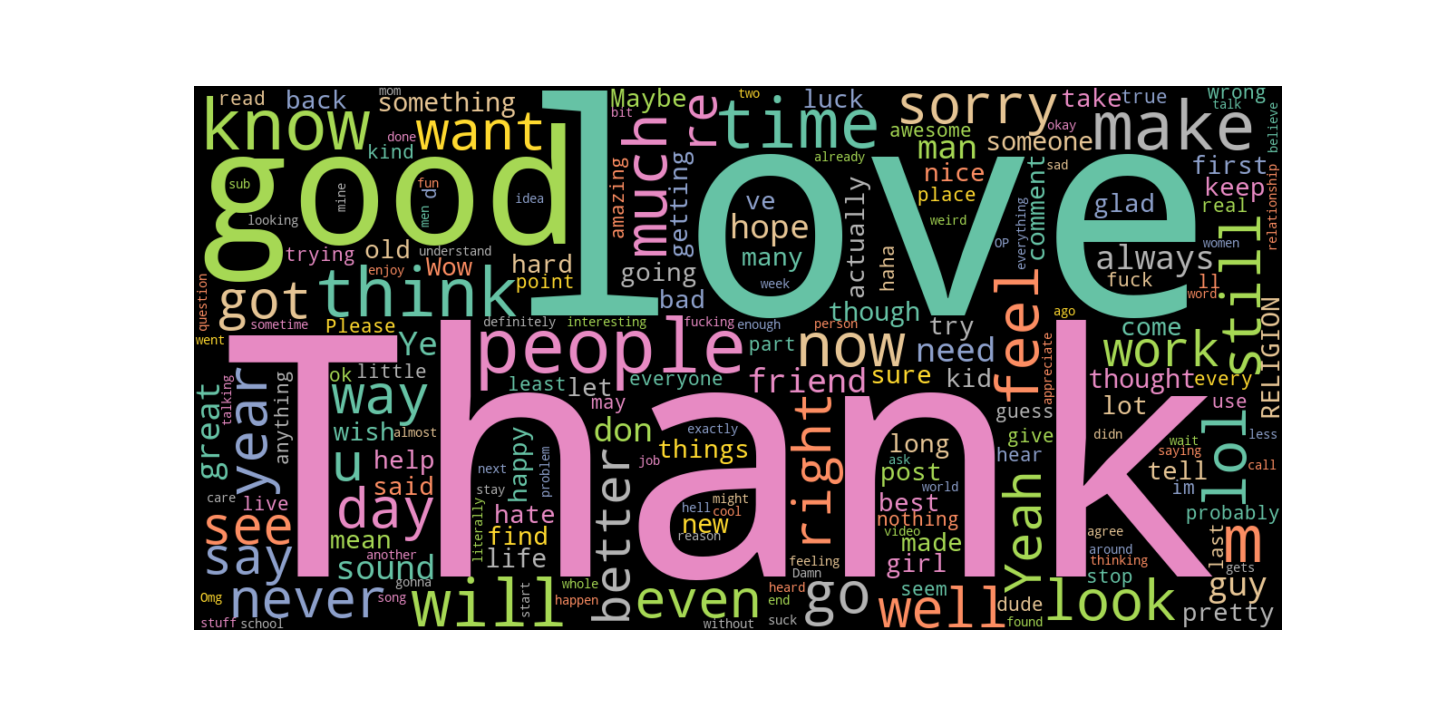 read
back
mom
something
Maybe
two
luck
sorry
take
true
wrong
talk
know
done
want
kind
love
bit
much
re
time
awesome
man
someone
okay
make
believe
good
sub
mine
fun
d
men
idea
amazing
getting
already
nice
place
weird
sad
first
keep
real
relationship
looking
trying
old
understand
enjoy
Wow
hard
point
ve
hope
many
week
actually
haha
OP
everything
comment
glad
women
always
fuck
ll
word
still
question
got
think
going
bad
though
feel
ago
went
sometime
Please
Ye
definitely
interesting
fucking
enough
person
people
part
now
try
need
come
work
RELIGION
great
talking
year
anything
ok
little
way
least
let
everyone
friend
sure
kid
appreciate
thought
every
Thank
wish
almost
may
don
exactly
things
right
long
guess
give
hear
lot
use
didn
less
u
help
said
happy
next
stay
problem
job
ask
post
world
wait
saying
tell
call
im
lol
care
live
day
hate
literally
better
hell
might
cool
new
reason
best
nothing
video
made
Yeah
agree
probably
see
mean
find
another
say
sound
life
gonna
feeling
Damn
girl
around
thinking
stop
last
m
gets
guy
Omg
never
song
will
start
whole
happen
even
heard
end
go
seem
well
dude
found
look
pretty
stuff
school
without
suck